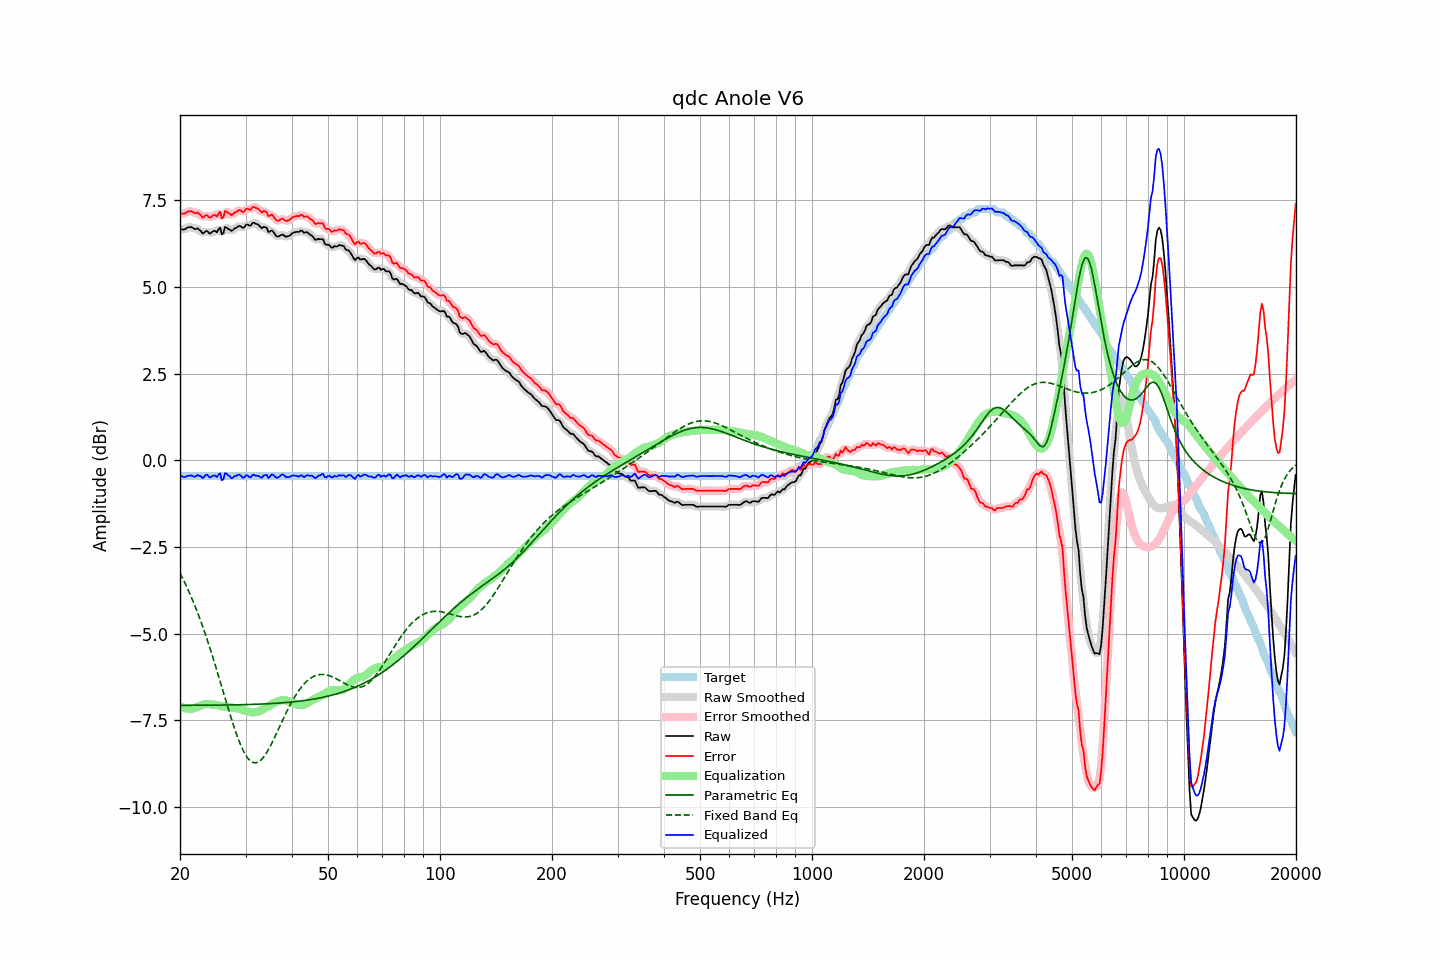 qdc Anole V6
Amplitude (dBr)
7.5
5.0
2.5
0.0
−2.5
−5.0
−7.5
−10.0
Target
Raw Smoothed
Error Smoothed
Raw
Error
Equalization
Parametric Eq
Fixed Band Eq
Equalized
20 50 100 200 500 1000 2000 5000 10000 20000
Frequency (Hz)